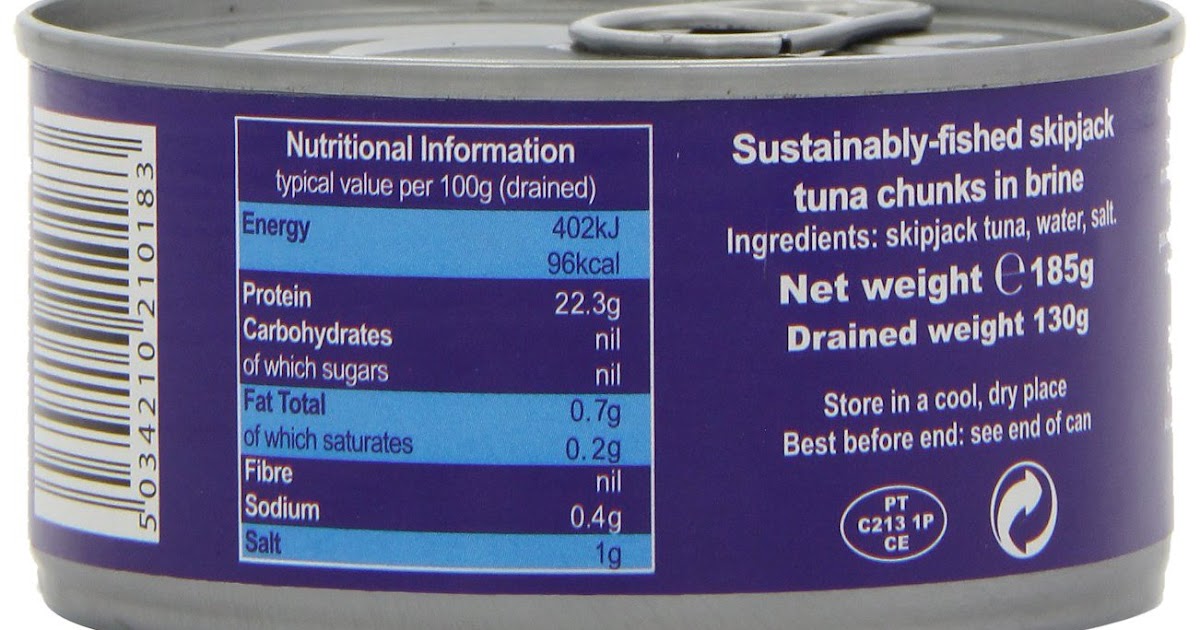 5 034210 210183
Nutritional Information
typical value per 100g (drained)
Energy 402kJ
96kcal
Protein 22.3g
Carbohydrates nil
of which sugars nil
Fat Total 0.7g
of which saturates 0.2g
Fibre nil
Sodium 0.4g
Salt 1g
Sustainably-fished skipjack
tuna chunks in brine
Ingredients: skipjack tuna, water, salt.
Net weight ℮ 185g
Drained weight 130g
Store in a cool, dry place
Best before end: see end of can
PT
C213 1P
CE